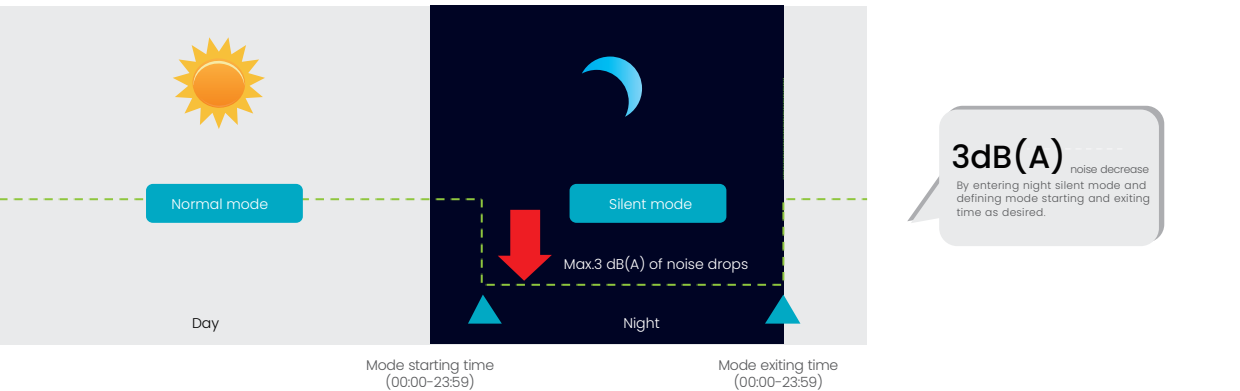 Normal mode
Silent mode
Max.3 dB(A) of noise drops
Day
Night
Mode starting time
(00:00-23:59)
Mode exiting time
(00:00-23:59)
3dB(A) noise decrease
By entering night silent mode and
defining mode starting and exiting
time as desired.